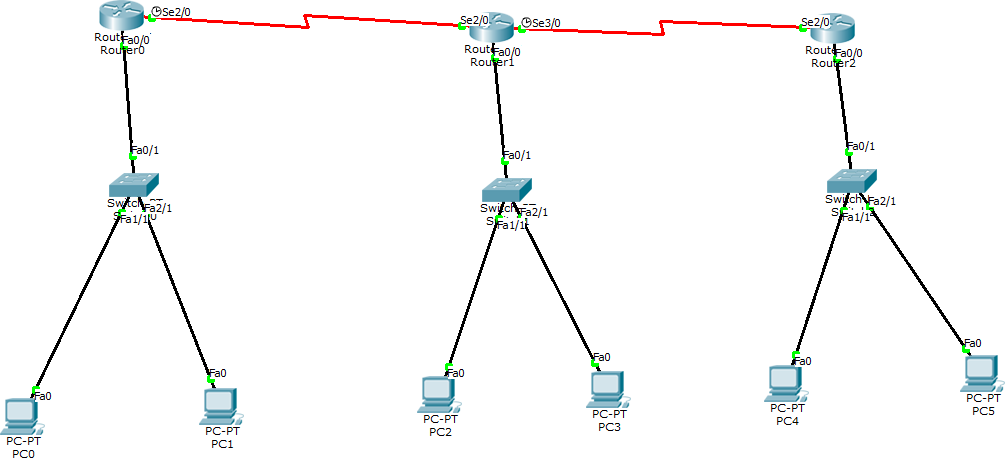 Se2/0
Se2/0
Se3/0
Se2/0
Fa0/0
Router0
Fa0/0
Router1
Fa0/0
Router2
Fa0/1
Fa0/1
Fa0/1
Switch
Fa2/1
Fa1/1
Switch
Fa2/1
Fa1/1
Switch
Fa2/1
Fa1/1
Fa0
Fa0
Fa0
Fa0
Fa0
Fa0
PC-PT
PC0
PC-PT
PC1
PC-PT
PC2
PC-PT
PC3
PC-PT
PC4
PC-PT
PC5